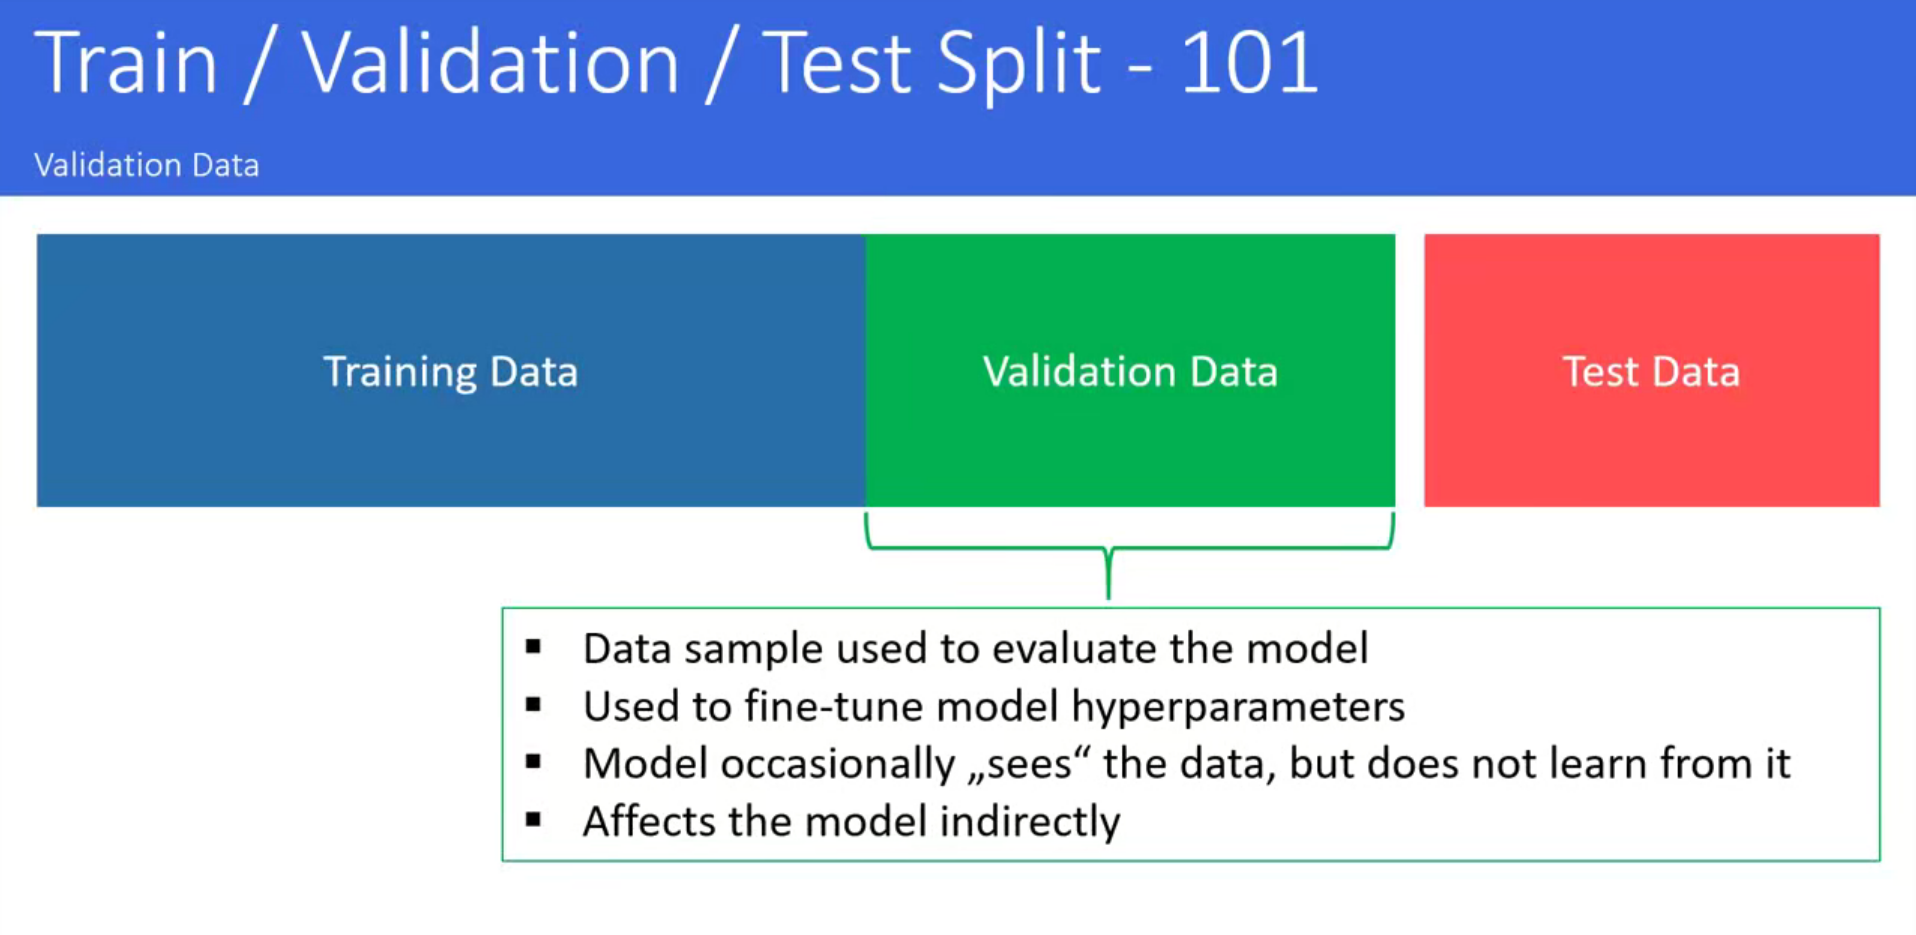 Train / Validation / Test Split - 101
Validation Data
Training Data
Validation Data
Test Data
▪ Data sample used to evaluate the model
▪ Used to fine-tune model hyperparameters
▪ Model occasionally „sees“ the data, but does not learn from it
▪ Affects the model indirectly